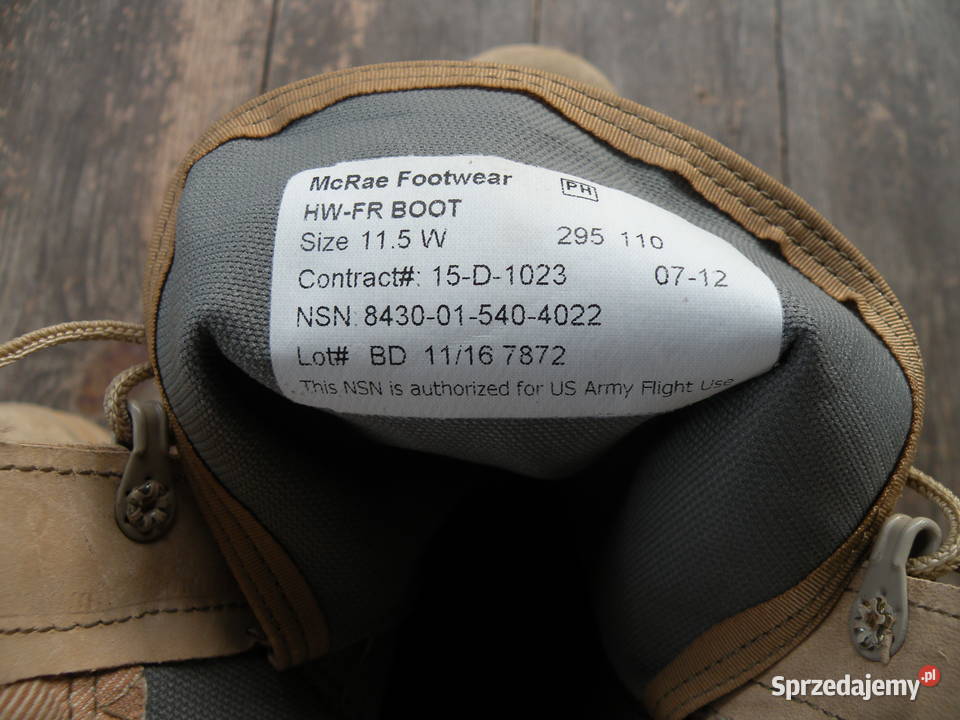 McRae Footwear PH
HW-FR BOOT
Size 11.5 W 295 110
Contract#: 15-D-1023 07-12
NSN: 8430-01-540-4022
Lot# BD 11/16 7872
This NSN is authorized for US Army Flight Use
Sprzedajemy.pl